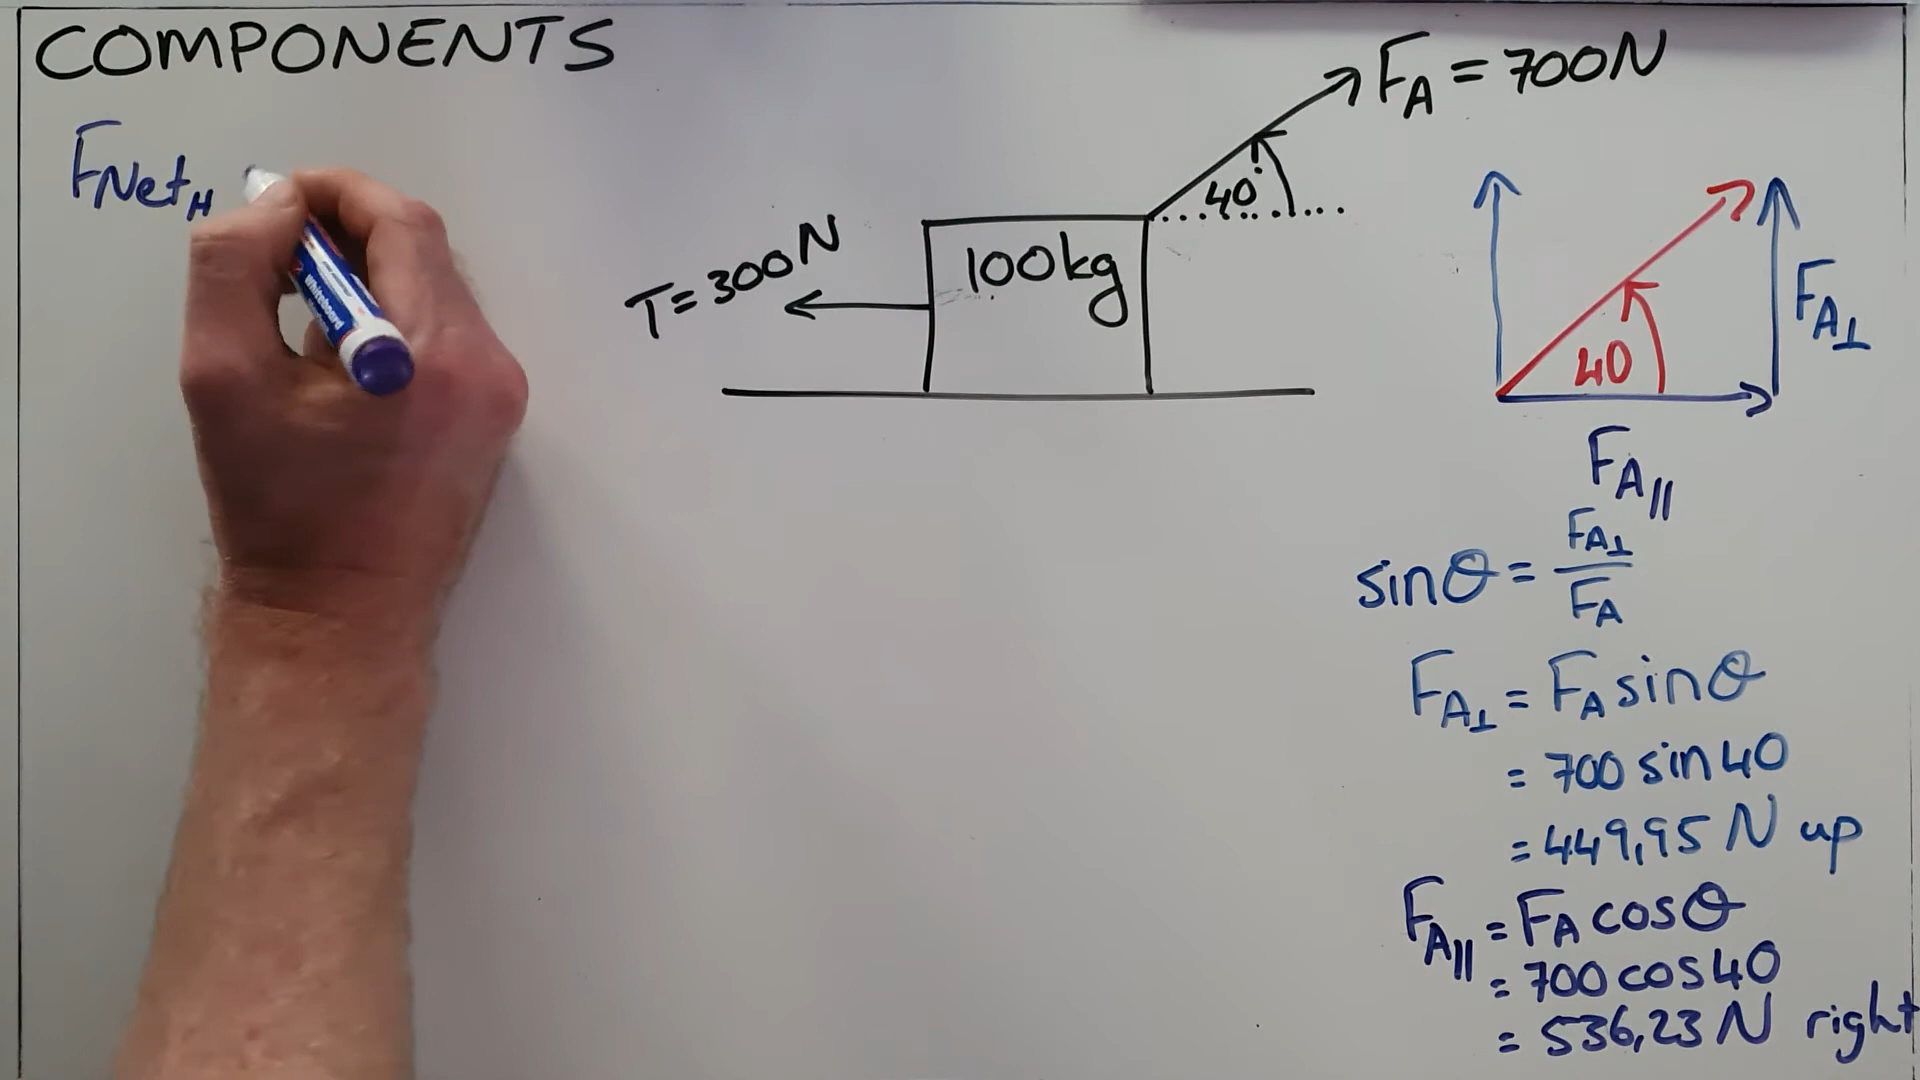 COMPONENTS
FNetH
FA = 700N
40°
T = 300N
100kg
40
FA⊥
FA||
sinθ = FA⊥/FA
FA⊥ = FA sinθ
= 700 sin40
= 449,95 N up
FA|| = FA cosθ
= 700 cos40
= 536,23 N right
Whiteboard